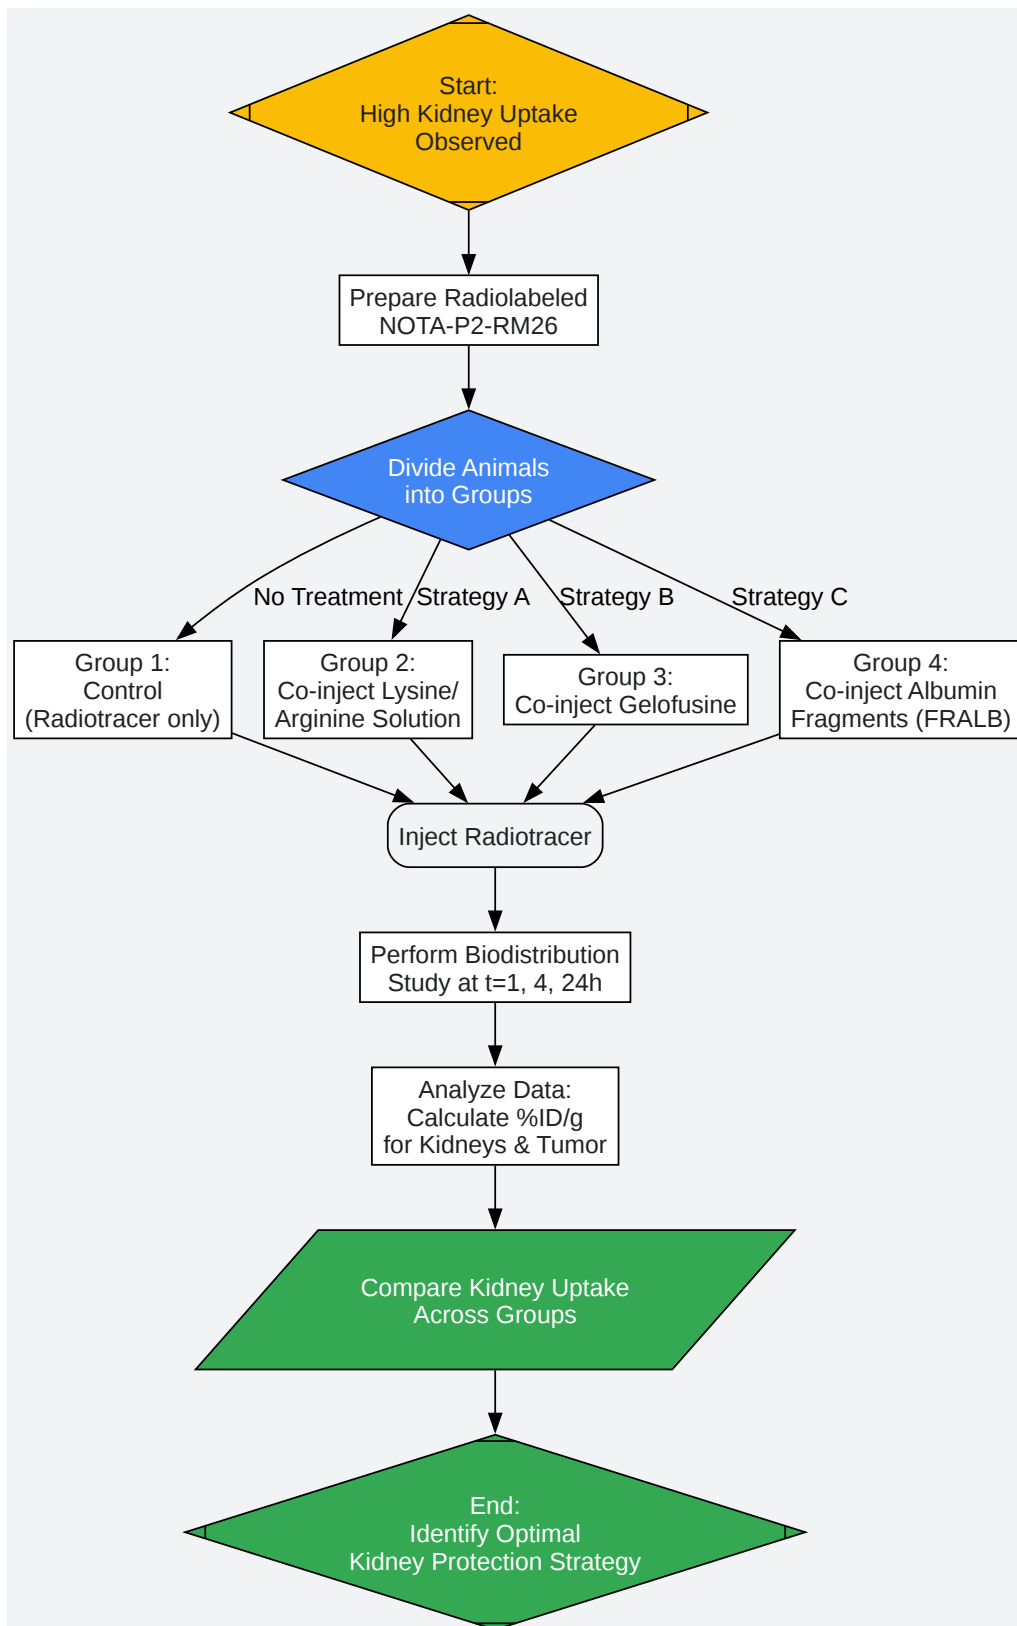 Start:
High Kidney Uptake
Observed
Prepare Radiolabeled
NOTA-P2-RM26
Divide Animals
into Groups
No Treatment
Strategy A
Strategy B
Strategy C
Group 1:
Control
(Radiotracer only)
Group 2:
Co-inject Lysine/
Arginine Solution
Group 3:
Co-inject Gelofusine
Group 4:
Co-inject Albumin
Fragments (FRALB)
Inject Radiotracer
Perform Biodistribution
Study at t=1, 4, 24h
Analyze Data:
Calculate %ID/g
for Kidneys & Tumor
Compare Kidney Uptake
Across Groups
End:
Identify Optimal
Kidney Protection Strategy